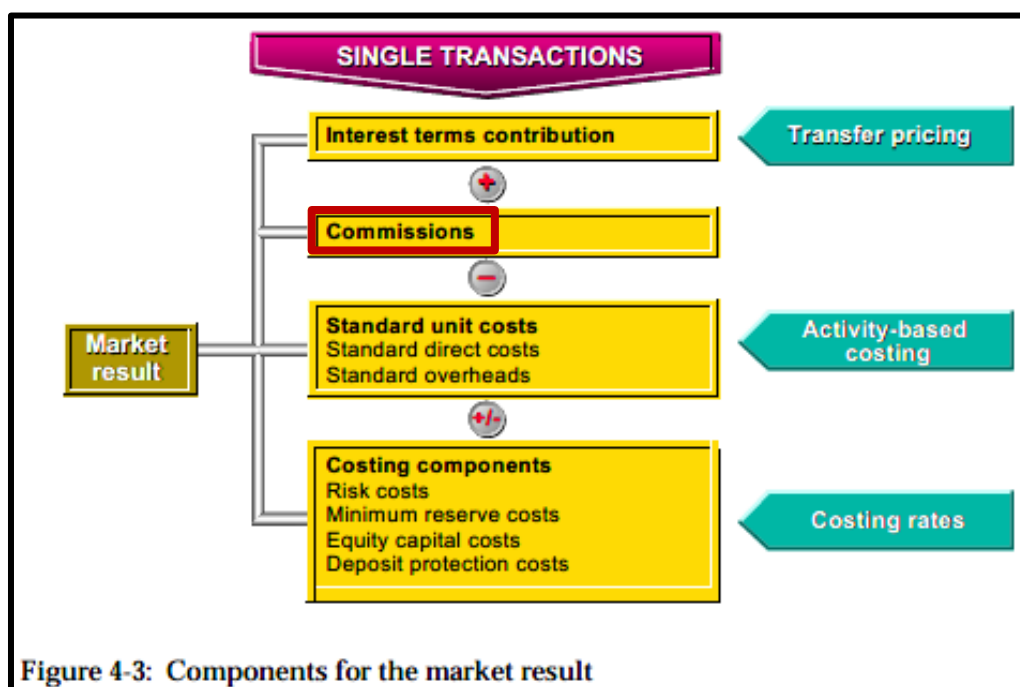 SINGLE TRANSACTIONS
Interest terms contribution
Transfer pricing
+
Commissions
−
Market
result
Standard unit costs
Standard direct costs
Standard overheads
Activity-based
costing
+/-
Costing components
Risk costs
Minimum reserve costs
Equity capital costs
Deposit protection costs
Costing rates
Figure 4-3: Components for the market result